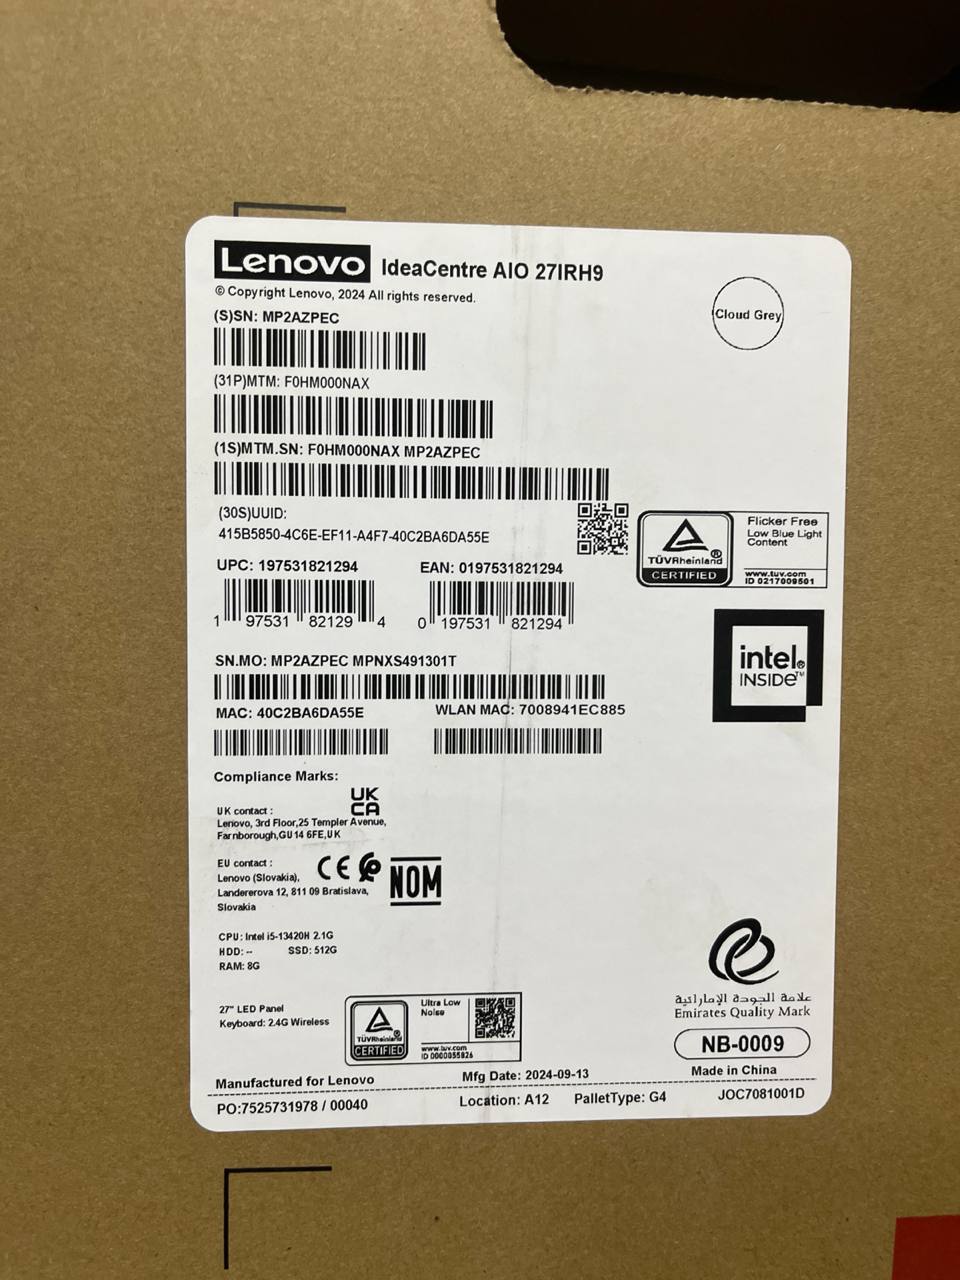 Lenovo IdeaCentre AIO 27IRH9
© Copyright Lenovo, 2024 All rights reserved.
Cloud Grey
(S)SN: MP2AZPEC
(31P)MTM: F0HM000NAX
(1S)MTM.SN: F0HM000NAX MP2AZPEC
(30S)UUID:
415B5850-4C6E-EF11-A4F7-40C2BA6DA55E
TÜVRheinland®
CERTIFIED
Flicker Free
Low Blue Light
Content
www.tuv.com
ID 0217009501
UPC: 197531821294 EAN: 0197531821294
1 97531 82129 4 0 197531 821294
intel®
INSIDE™
SN.MO: MP2AZPEC MPNXS491301T
MAC: 40C2BA6DA55E WLAN MAC: 7008941EC885
Compliance Marks:
UK
CA
UK contact :
Lenovo, 3rd Floor,25 Templer Avenue,
Farnborough,GU14 6FE,UK
EU contact :
Lenovo (Slovakia),
Landererova 12, 811 09 Bratislava,
Slovakia
CE
NOM
CPU: Intel i5-13420H 2.1G
HDD: -- SSD: 512G
RAM: 8G
علامة الجودة الإماراتية
Emirates Quality Mark
NB-0009
27" LED Panel
Keyboard: 2.4G Wireless
TÜVRheinland®
CERTIFIED
Ultra Low
Noise
www.tuv.com
ID 0000055826
Manufactured for Lenovo Mfg Date: 2024-09-13 Made in China
PO:7525731978 / 00040 Location: A12 PalletType: G4 JOC7081001D